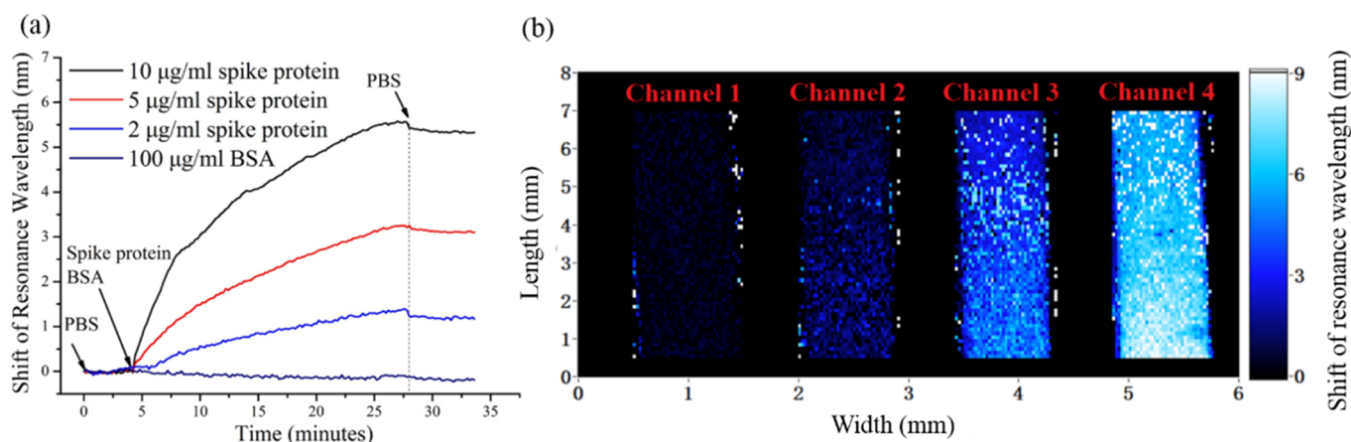 (a)
Shift of Resonance Wavelength (nm)
7
6
5
4
3
2
1
0
10 μg/ml spike protein
5 μg/ml spike protein
2 μg/ml spike protein
100 μg/ml BSA
PBS
Spike protein
BSA
PBS
0 5 10 15 20 25 30 35
Time (minutes)
(b)
Length (mm)
8
7
6
5
4
3
2
1
0
Channel 1 Channel 2 Channel 3 Channel 4
0 1 2 3 4 5 6
Width (mm)
9
6
3
0
Shift of resonance wavelength (nm)